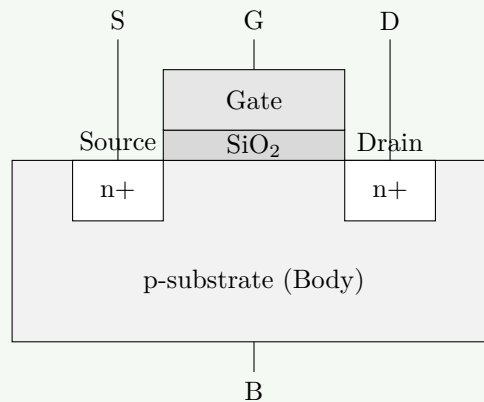 S G D
Gate
Source SiO₂ Drain
n+ n+
p-substrate (Body)
B